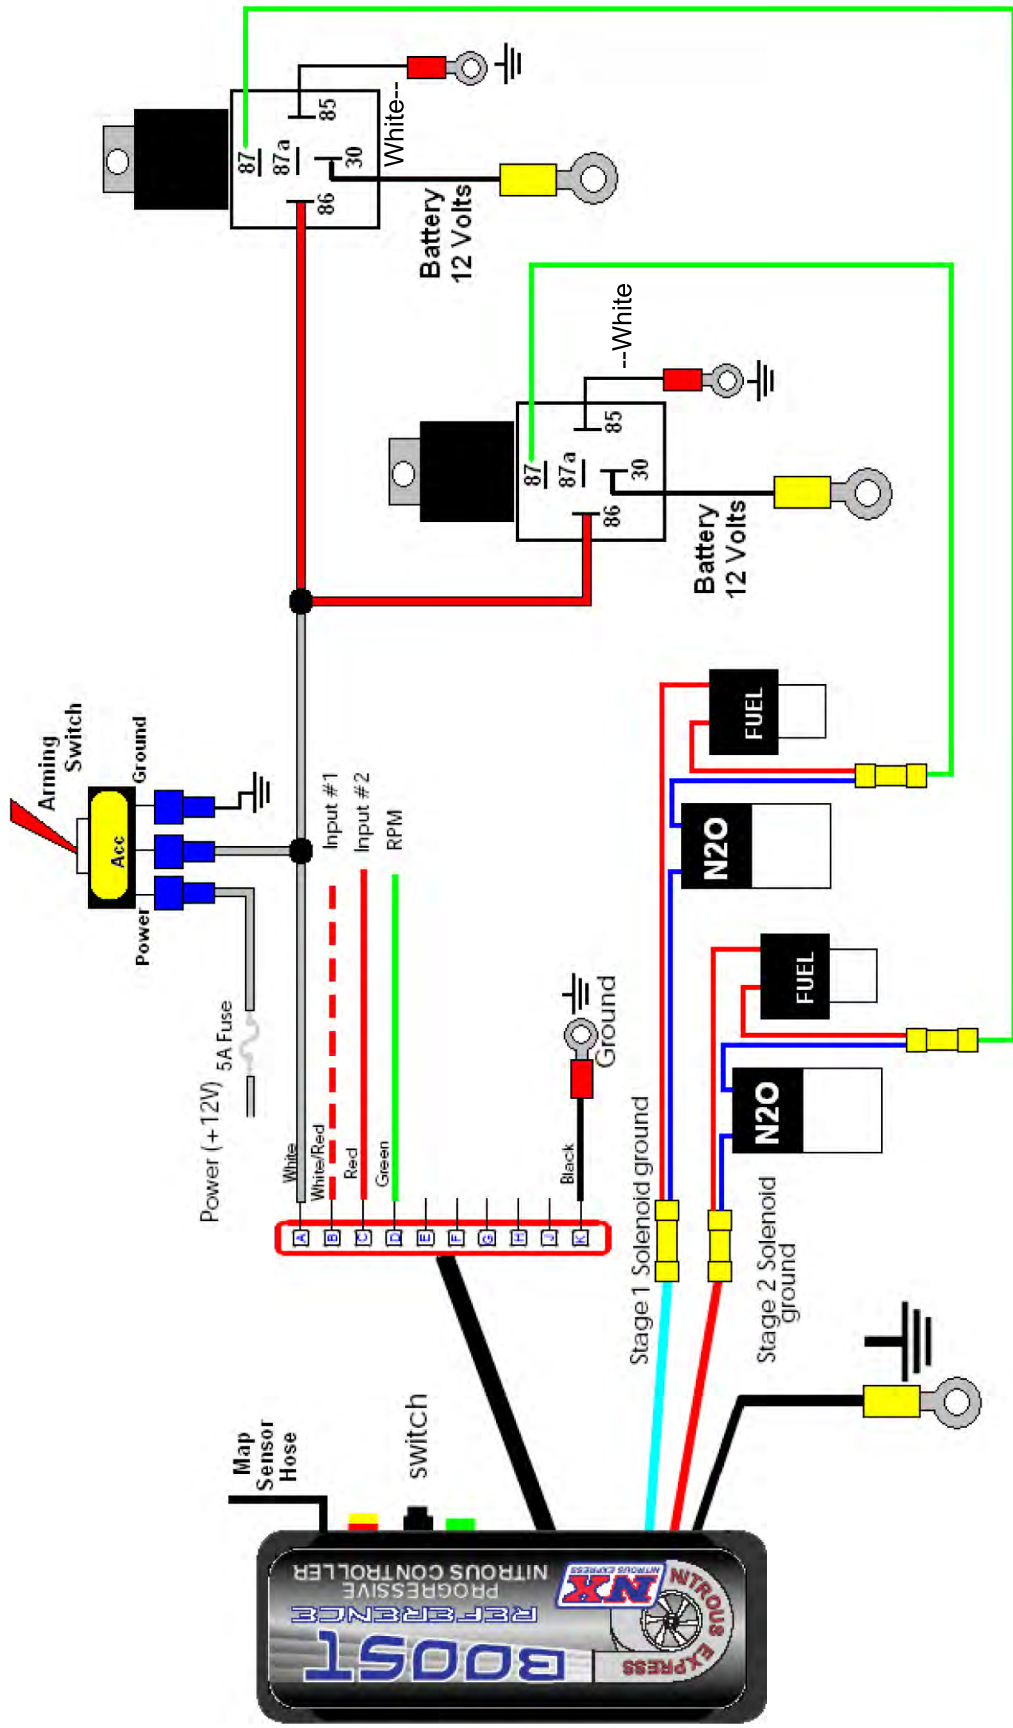 Arming
Switch
Power
Acc
Ground
87
87a
85
30
86
White--
Battery
12 Volts
87
87a
85
30
86
--White
Battery
12 Volts
Power (+12V)
5A Fuse
White
White/Red
Red
Green
Black
Input #1
Input #2
RPM
Ground
A
B
C
D
E
F
G
H
J
K
FUEL
N2O
FUEL
N2O
Stage1 Solenoid ground
Stage 2 Solenoid
ground
Map
Sensor
Hose
switch
BOOST
REFERENCE
PROGRESSIVE
NITROUS CONTROLLER
NX
NITROUS EXPRESS
NITROUS EXPRESS